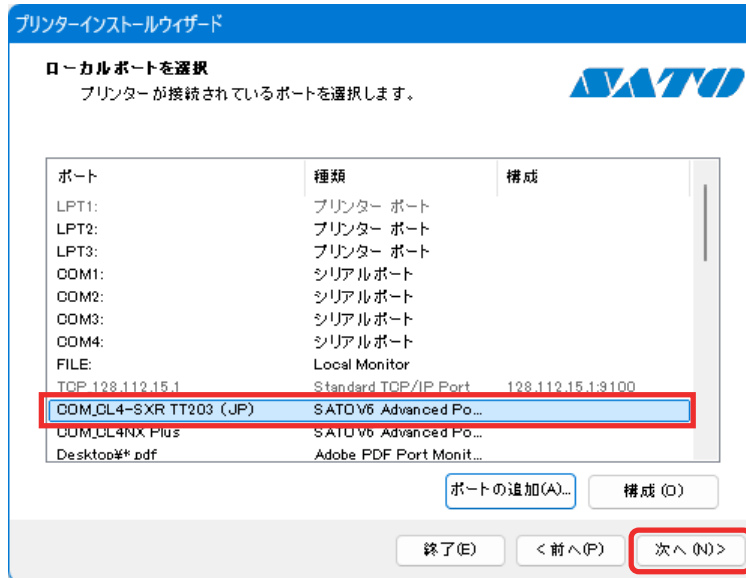 プリンターインストールウィザード
ローカルポートを選択
プリンターが接続されているポートを選択します。
SATO
ポート 種類 構成
LPT1: プリンター ポート
LPT2: プリンター ポート
LPT3: プリンター ポート
COM1: シリアルポート
COM2: シリアルポート
COM3: シリアルポート
COM4: シリアルポート
FILE: Local Monitor
TCP 128.112.15.1 Standard TCP/IP Port 128.112.15.1:9100
COM_CL4-SXR TT203 (JP) SATO V6 Advanced Po...
COM_CL4NX Plus SATO V6 Advanced Po...
Desktop¥*.pdf Adobe PDF Port Monit...
ポートの追加(A)... 構成(O)
終了(E) <前へ(P) 次へ(N)>